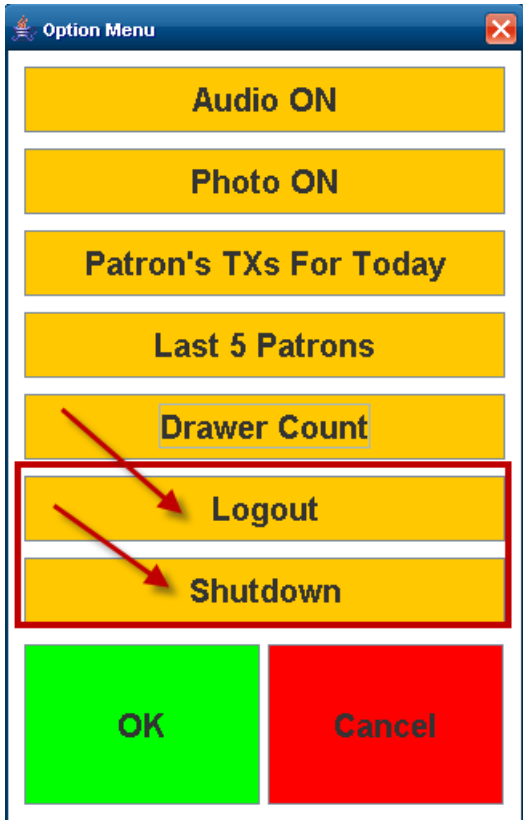 Option Menu
Audio ON
Photo ON
Patron's TXs For Today
Last 5 Patrons
Drawer Count
Logout
Shutdown
OK
Cancel